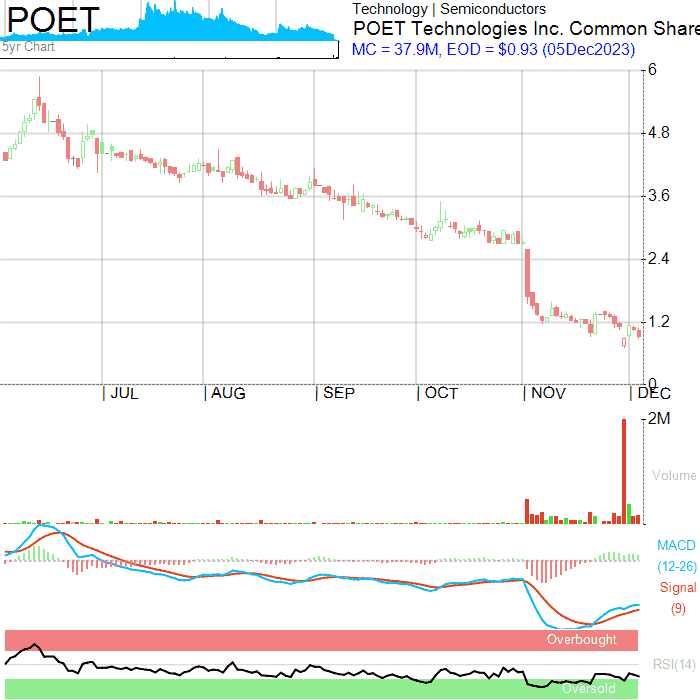 POET
5yr Chart
Technology | Semiconductors
POET Technologies Inc. Common Share
MC = 37.9M, EOD = $0.93 (05Dec2023)
6
4.8
3.6
2.4
1.2
0
| JUL | AUG | SEP | OCT | NOV | DEC
2M
Volume
MACD
(12-26)
Signal
(9)
Overbought
RSI(14)
Oversold